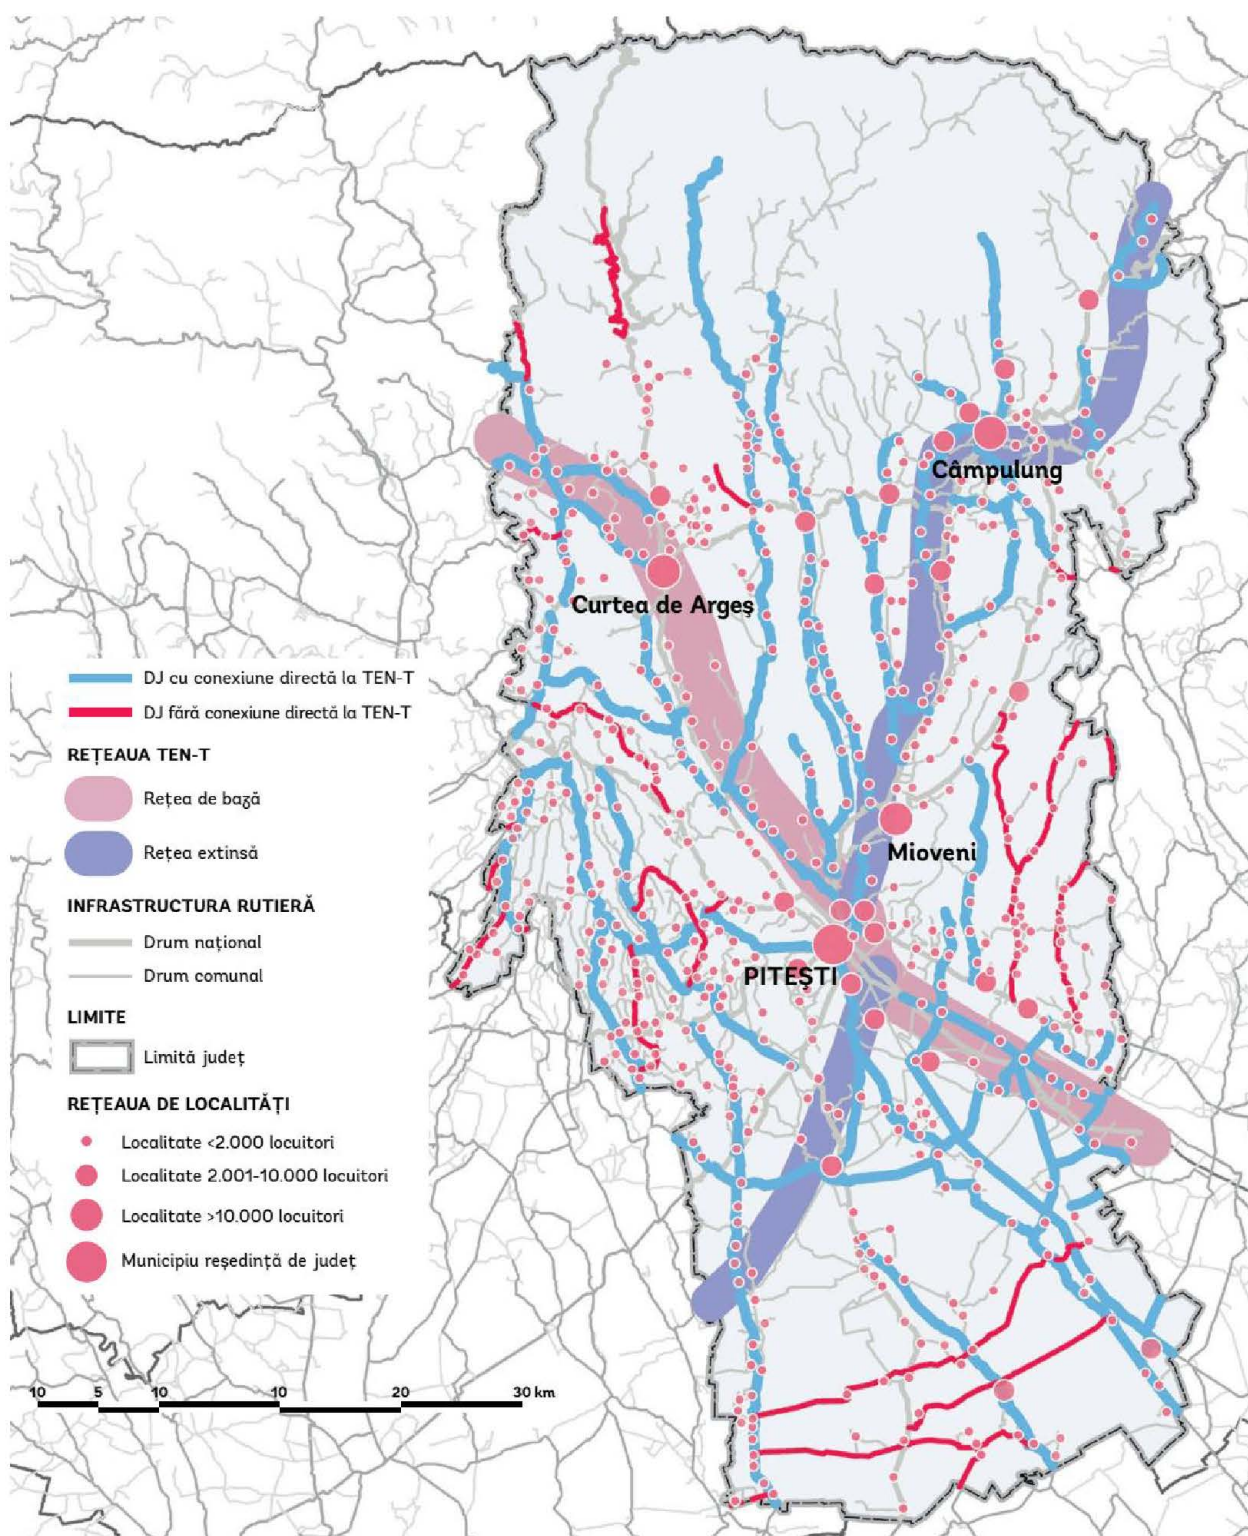 Câmpulung
Curtea de Argeș
Mioveni
PITEȘTI
DJ cu conexiune directă la TEN-T
DJ fără conexiune directă la TEN-T
REȚEAUA TEN-T
Rețea de bază
Rețea extinsă
INFRASTRUCTURA RUTIERĂ
Drum național
Drum comunal
LIMITE
Limită județ
REȚEAUA DE LOCALITĂȚI
Localitate <2.000 locuitori
Localitate 2.001-10.000 locuitori
Localitate >10.000 locuitori
Municipiu reședință de județ
10 5 10 10 20 30 km